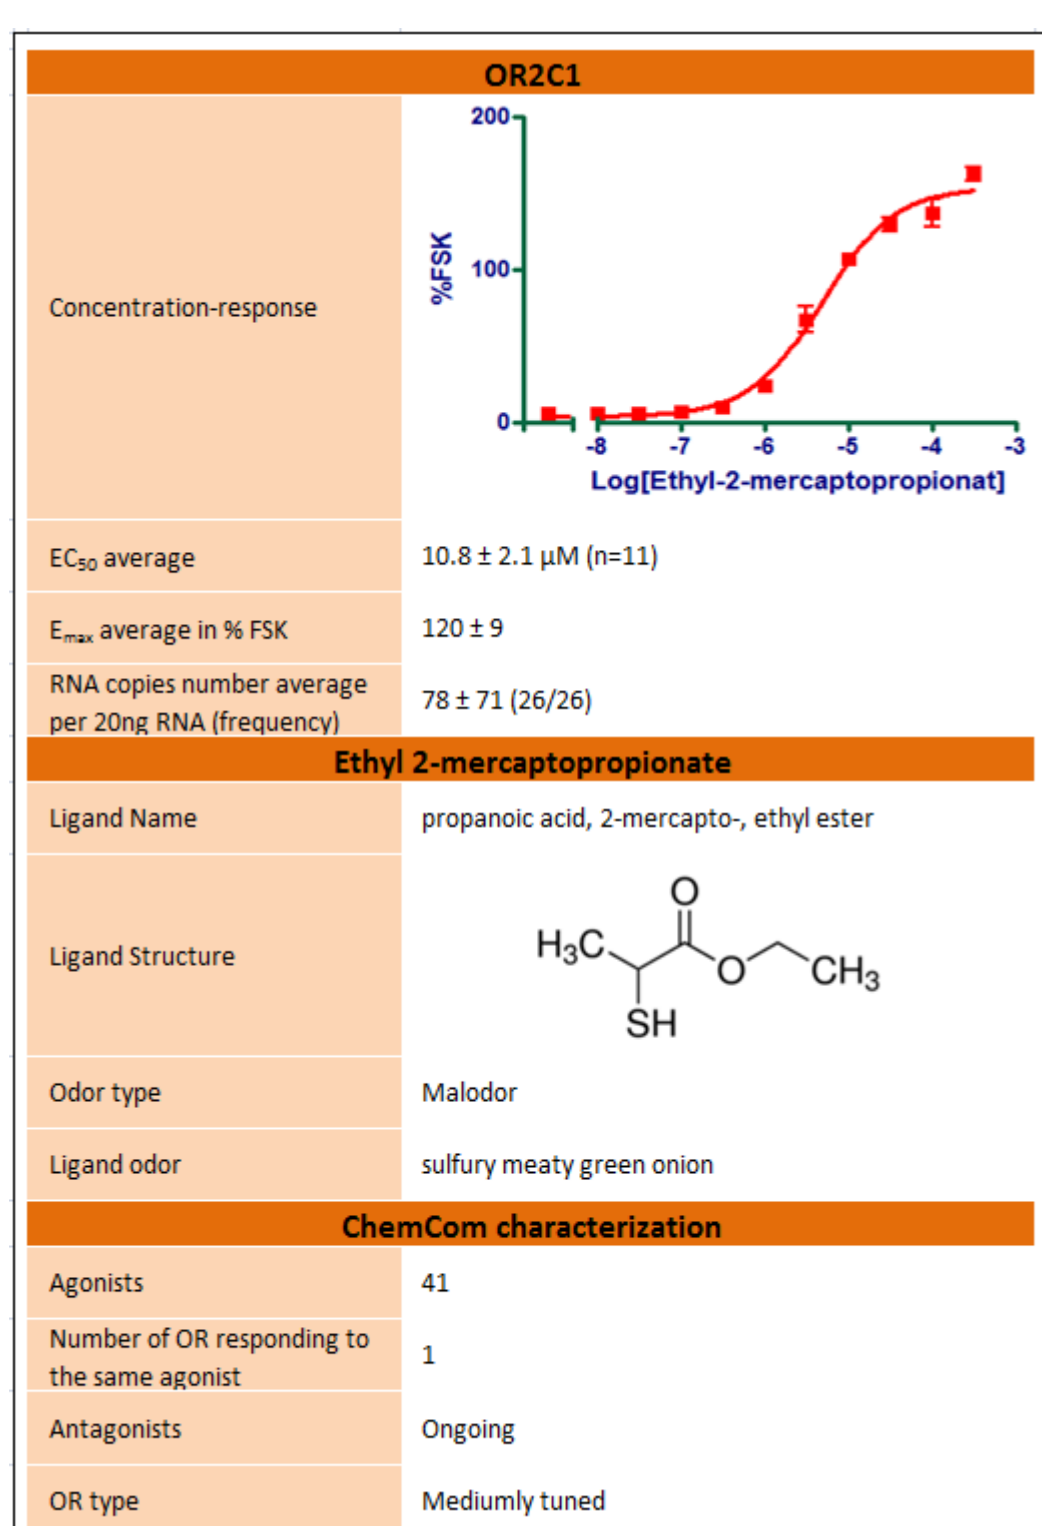 OR2C1
Concentration-response
200
100
0
%FSK
-8 -7 -6 -5 -4 -3
Log[Ethyl-2-mercaptopropionat]
EC₅₀ average
10.8 ± 2.1 µM (n=11)
Eₘₐₓ average in % FSK
120 ± 9
RNA copies number average
per 20ng RNA (frequency)
78 ± 71 (26/26)
Ethyl 2-mercaptopropionate
Ligand Name
propanoic acid, 2-mercapto-, ethyl ester
Ligand Structure
O
H₃C
O
CH₃
SH
Odor type
Malodor
Ligand odor
sulfury meaty green onion
ChemCom characterization
Agonists
41
Number of OR responding to
the same agonist
1
Antagonists
Ongoing
OR type
Mediumly tuned